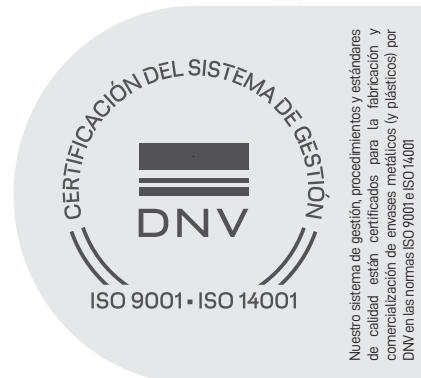 CERTIFICACIÓN DEL SISTEMA DE GESTIÓN
DNV
ISO 9001 ▪ ISO 14001
Nuestro sistema de gestión, procedimientos y estándares
de calidad están certificados para la fabricación y
comercialización de envases metálicos (y plásticos) por
DNV en las normas ISO 9001 e ISO 14001